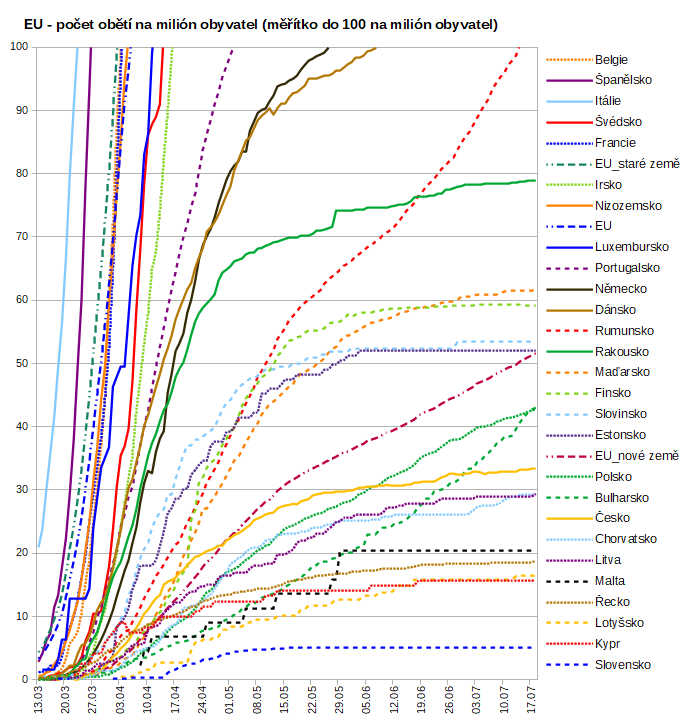 EU - počet obětí na milión obyvatel (měřítko do 100 na milión obyvatel)
100
90
80
70
60
50
40
30
20
10
0
13.03
20.03
27.03
03.04
10.04
17.04
24.04
01.05
08.05
15.05
22.05
29.05
05.06
12.06
19.06
26.06
03.07
10.07
17.07
Belgie
Španělsko
Itálie
Švédsko
Francie
EU_staré země
Irsko
Nizozemsko
EU
Luxembursko
Portugalsko
Německo
Dánsko
Rumunsko
Rakousko
Maďarsko
Finsko
Slovinsko
Estonsko
EU_nové země
Polsko
Bulharsko
Česko
Chorvatsko
Litva
Malta
Řecko
Lotyšsko
Kypr
Slovensko